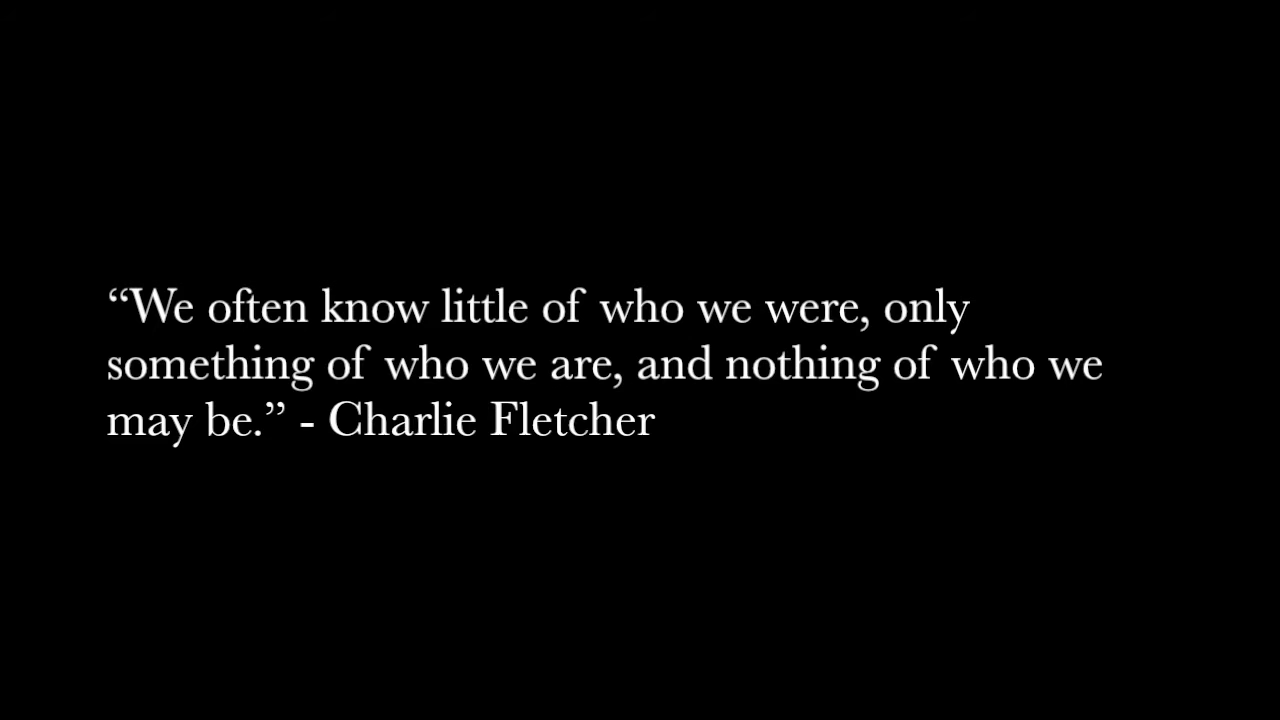 “We often know little of who we were, only
something of who we are, and nothing of who we
may be.” - Charlie Fletcher